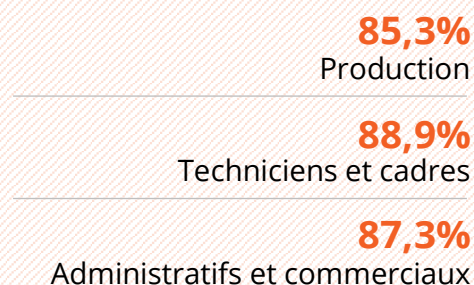 85,3%
Production
88,9%
Techniciens et cadres
87,3%
Administratifs et commerciaux